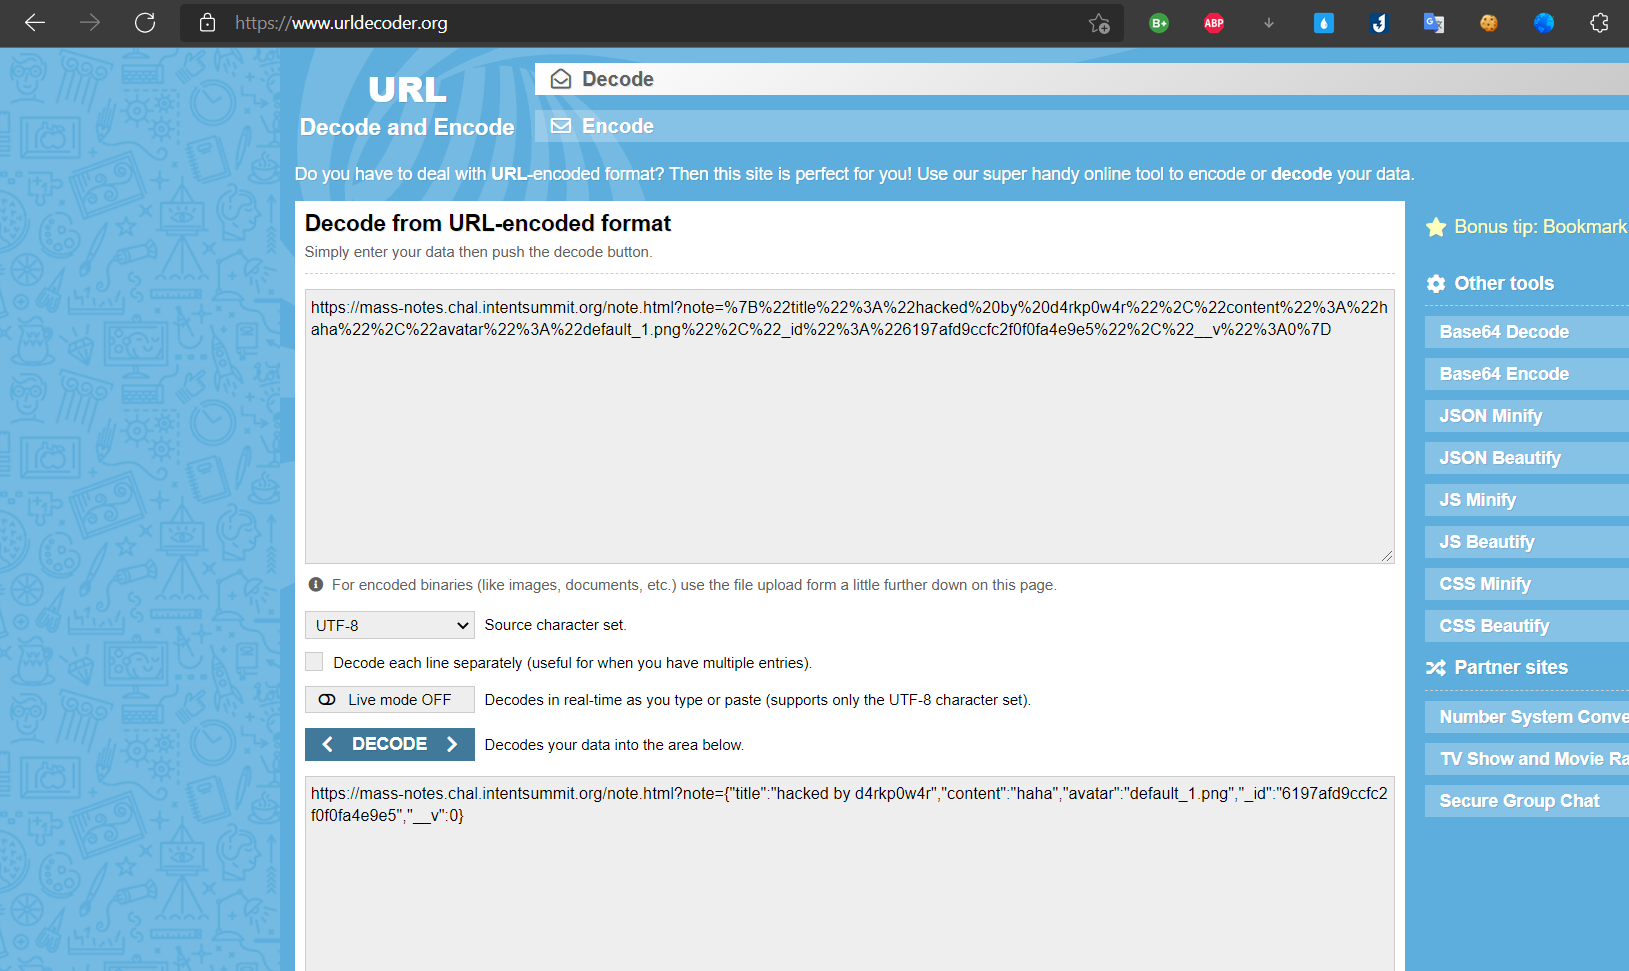 https://www.urldecoder.org
B+
ABP
G
URL
Decode and Encode
Decode
Encode
Do you have to deal with URL-encoded format? Then this site is perfect for you! Use our super handy online tool to encode or decode your data.
Decode from URL-encoded format
Simply enter your data then push the decode button.
https://mass-notes.chal.intentsummit.org/note.html?note=%7B%22title%22%3A%22hacked%20by%20d4rkp0w4r%22%2C%22content%22%3A%22h
aha%22%2C%22avatar%22%3A%22default_1.png%22%2C%22_id%22%3A%226197afd9ccfc2f0f0fa4e9e5%22%2C%22__v%22%3A0%7D
For encoded binaries (like images, documents, etc.) use the file upload form a little further down on this page.
UTF-8 Source character set.
Decode each line separately (useful for when you have multiple entries).
Live mode OFF Decodes in real-time as you type or paste (supports only the UTF-8 character set).
DECODE Decodes your data into the area below.
https://mass-notes.chal.intentsummit.org/note.html?note={"title":"hacked by d4rkp0w4r","content":"haha","avatar":"default_1.png","_id":"6197afd9ccfc2
f0f0fa4e9e5","__v":0}
Bonus tip: Bookmark
Other tools
Base64 Decode
Base64 Encode
JSON Minify
JSON Beautify
JS Minify
JS Beautify
CSS Minify
CSS Beautify
Partner sites
Number System Conve
TV Show and Movie Ra
Secure Group Chat